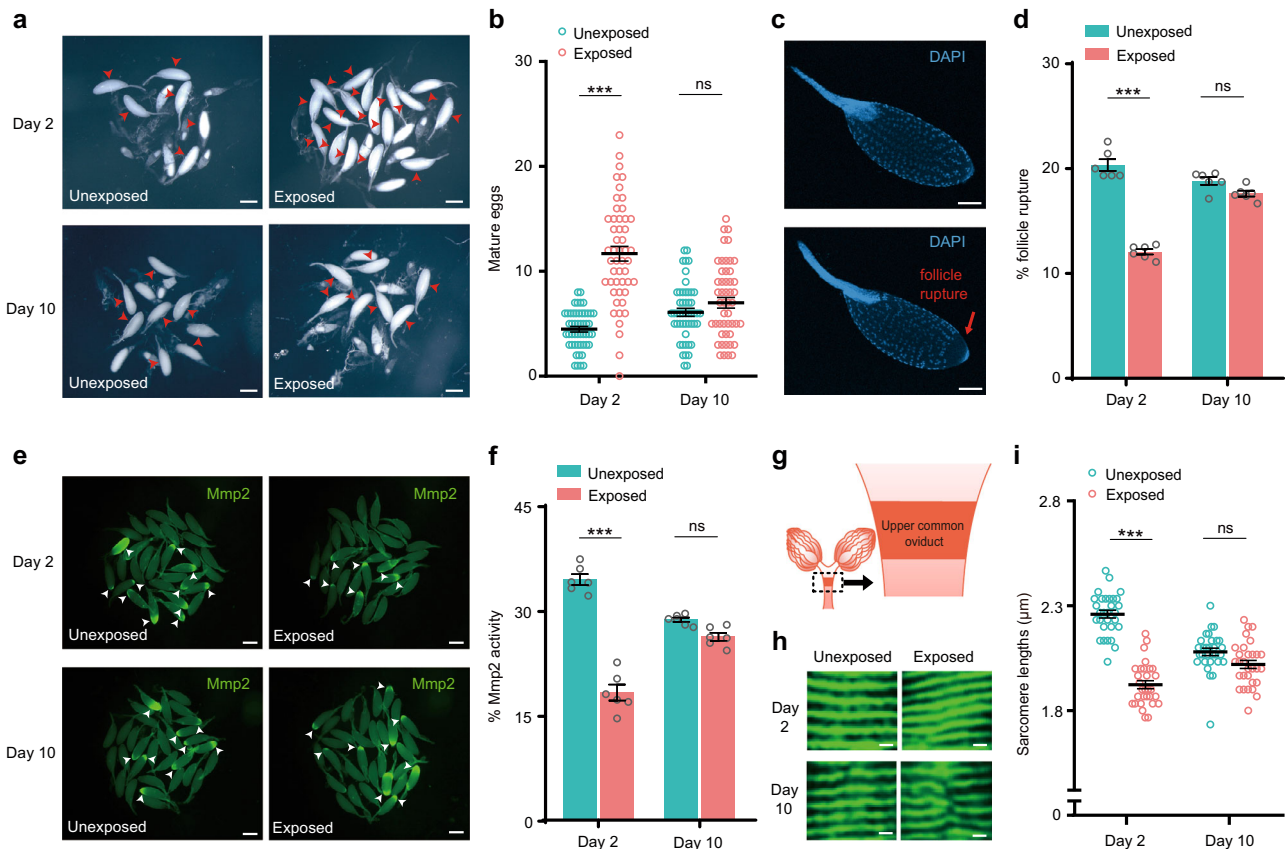 a
Day 2
Unexposed
Exposed
Day 10
Unexposed
Exposed
b
Unexposed
Exposed
Mature eggs
30
20
10
0
***
ns
Day 2
Day 10
c
DAPI
DAPI
follicle
rupture
d
Unexposed
Exposed
% follicle rupture
30
20
10
0
***
ns
Day 2
Day 10
e
Day 2
Mmp2
Unexposed
Mmp2
Exposed
Day 10
Mmp2
Unexposed
Mmp2
Exposed
f
Unexposed
Exposed
% Mmp2 activity
45
30
15
0
***
ns
Day 2
Day 10
g
Upper common
oviduct
h
Unexposed
Exposed
Day
2
Day
10
i
Unexposed
Exposed
Sarcomere lengths (μm)
2.8
2.3
1.8
0
***
ns
Day 2
Day 10